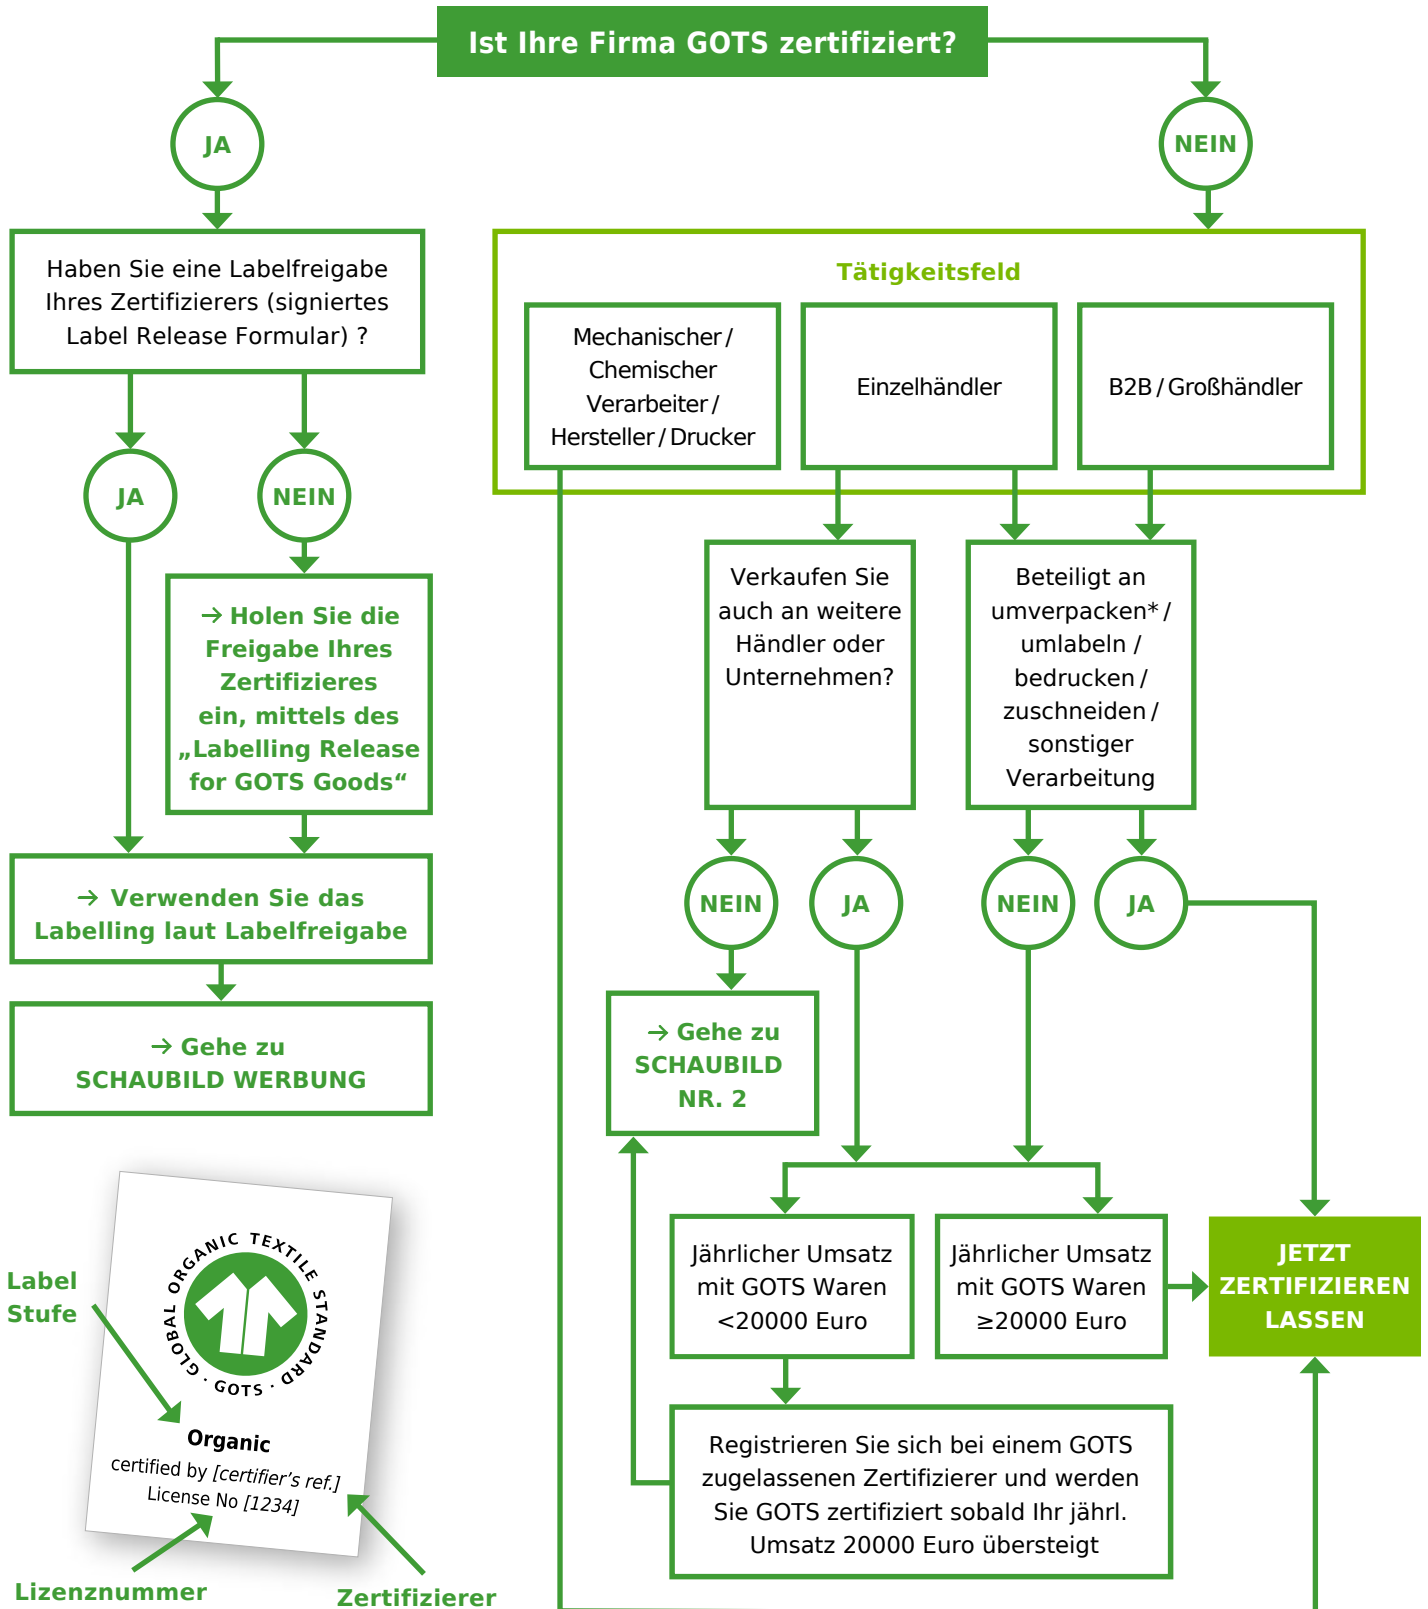 Ist Ihre Firma GOTS zertifiziert?
JA
NEIN
Haben Sie eine Labelfreigabe
Ihres Zertifizierers (signiertes
Label Release Formular) ?
JA
NEIN
→ Holen Sie die
Freigabe Ihres
Zertifizieres
ein, mittels des
„Labelling Release
for GOTS Goods“
→ Verwenden Sie das
Labelling laut Labelfreigabe
→ Gehe zu
SCHAUBILD WERBUNG
Tätigkeitsfeld
Mechanischer /
Chemischer
Verarbeiter /
Hersteller / Drucker
Einzelhändler
B2B / Großhändler
Verkaufen Sie
auch an weitere
Händler oder
Unternehmen?
Beteiligt an
umverpacken* /
umlabeln /
bedrucken /
zuschneiden /
sonstiger
Verarbeitung
NEIN
JA
NEIN
JA
→ Gehe zu
SCHAUBILD
NR. 2
Jährlicher Umsatz
mit GOTS Waren
<20000 Euro
Jährlicher Umsatz
mit GOTS Waren
≥20000 Euro
JETZT
ZERTIFIZIEREN
LASSEN
Registrieren Sie sich bei einem GOTS
zugelassenen Zertifizierer und werden
Sie GOTS zertifiziert sobald Ihr jährl.
Umsatz 20000 Euro übersteigt
Label
Stufe
GLOBAL ORGANIC TEXTILE STANDARD · GOTS ·
Organic
certified by [certifier’s ref.]
License No [1234]
Lizenznummer
Zertifizierer